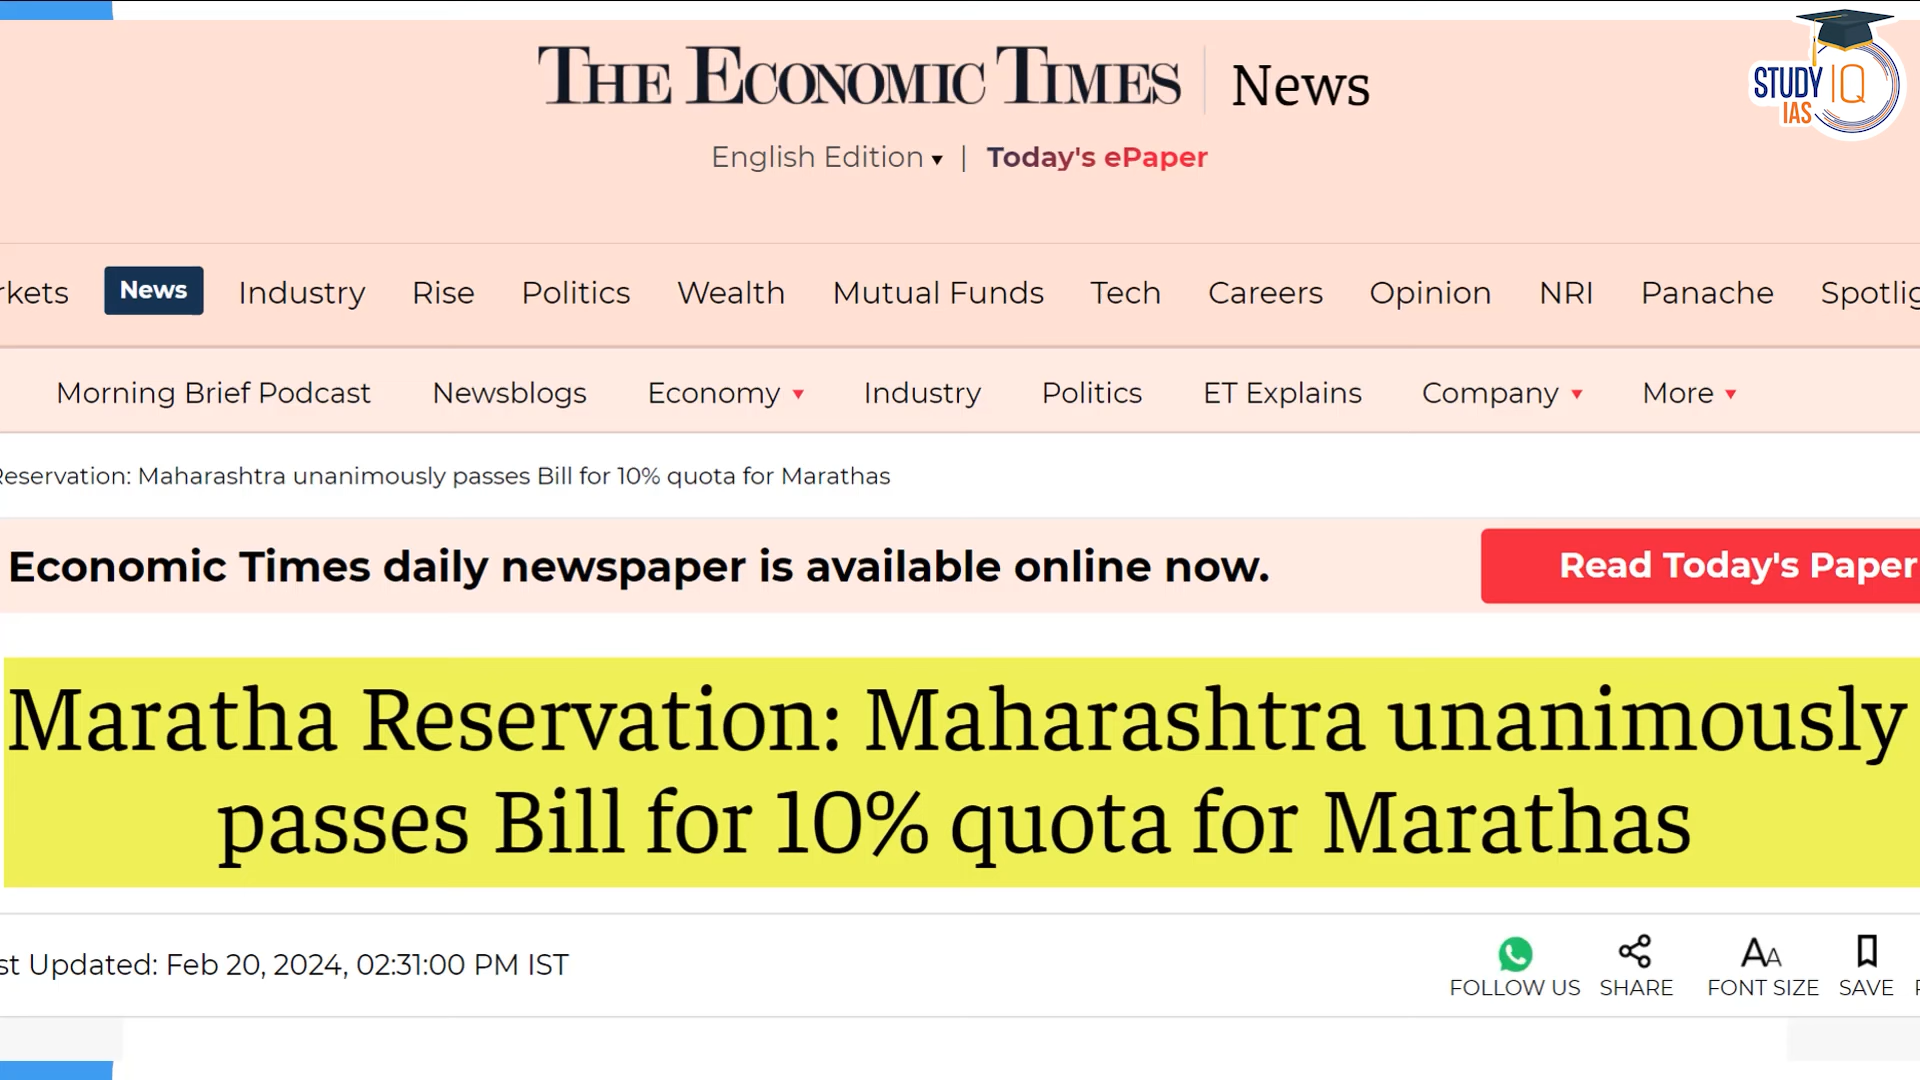 THE ECONOMIC TIMES | News
STUDY IQ
IAS
English Edition | Today's ePaper
rkets News Industry Rise Politics Wealth Mutual Funds Tech Careers Opinion NRI Panache Spotlig
Morning Brief Podcast Newsblogs Economy Industry Politics ET Explains Company More
Reservation: Maharashtra unanimously passes Bill for 10% quota for Marathas
Economic Times daily newspaper is available online now. Read Today's Paper
Maratha Reservation: Maharashtra unanimously
passes Bill for 10% quota for Marathas
st Updated: Feb 20, 2024, 02:31:00 PM IST
FOLLOW US SHARE FONT SIZE SAVE